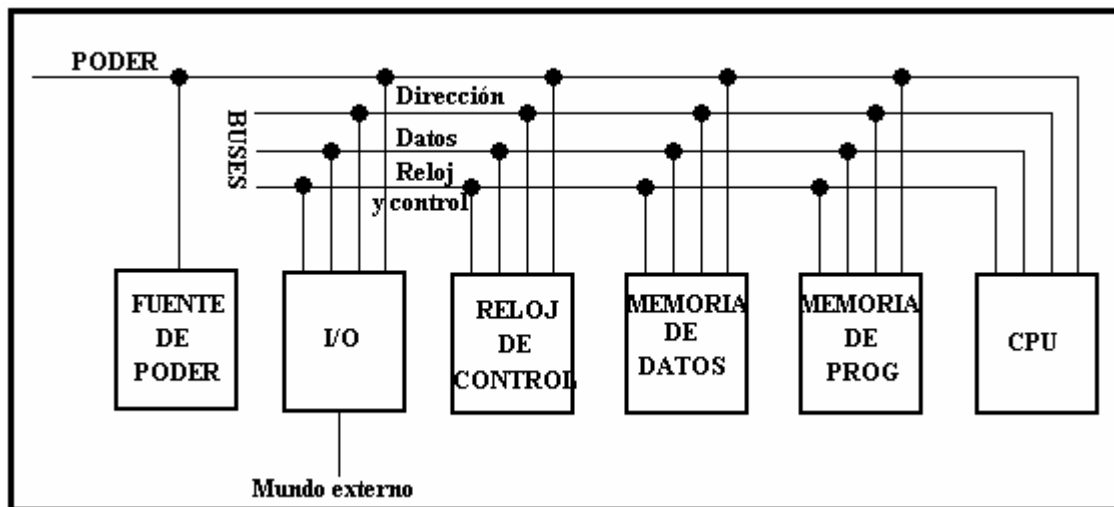 PODER
Dirección
BUSES
Datos
Reloj
y control
FUENTE
DE
PODER
I/O
RELOJ
DE
CONTROL
MEMORIA
DE
DATOS
MEMORIA
DE
PROG
CPU
Mundo externo